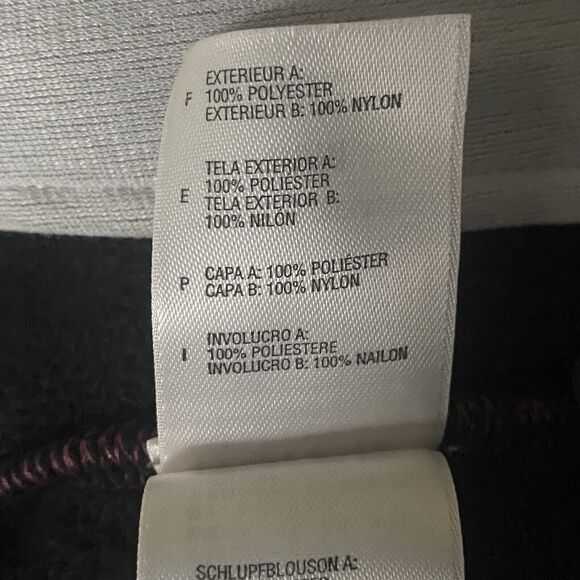 EXTERIEUR A:
F 100% POLYESTER
EXTERIEUR B: 100% NYLON
TELA EXTERIOR A:
100% POLIESTER
E TELA EXTERIOR B:
100% NILON
P CAPA A: 100% POLIÉSTER
CAPA B: 100% NYLON
INVOLUCRO A:
I 100% POLIESTERE
INVOLUCRO B: 100% NAILON
SCHLUPFBLOUSON A: